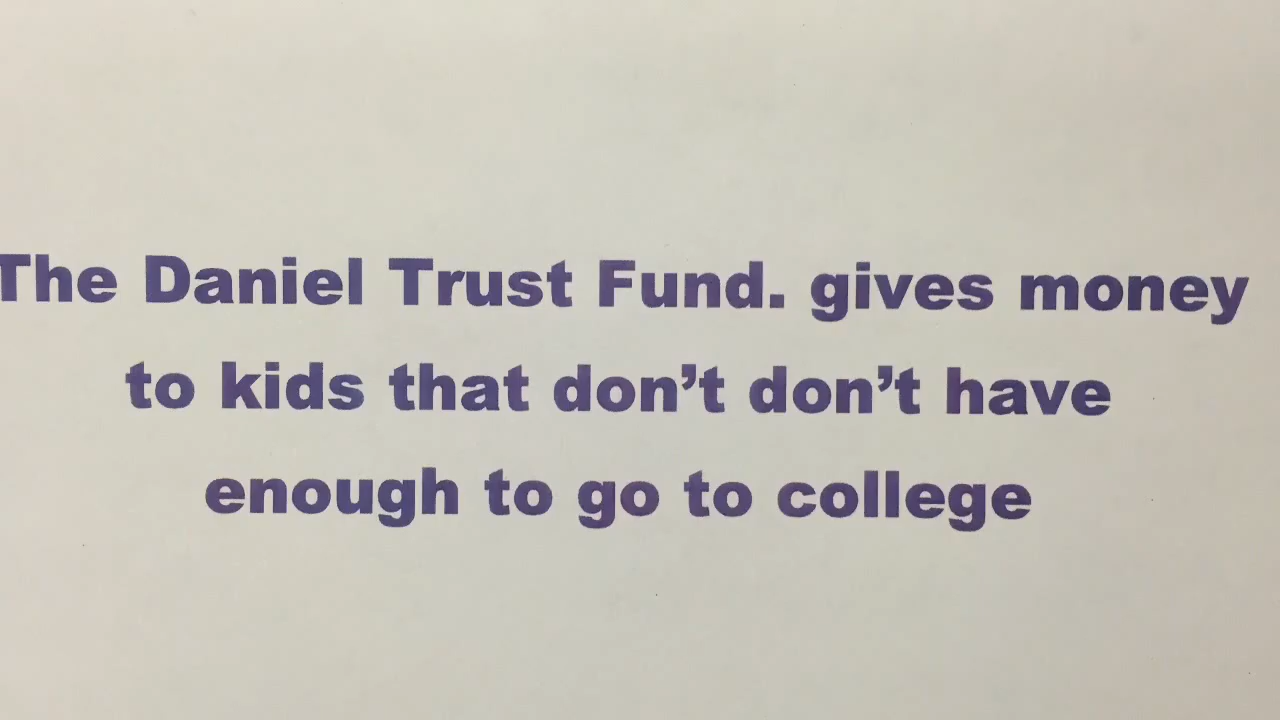 The Daniel Trust Fund. gives money
to kids that don’t don’t have
enough to go to college